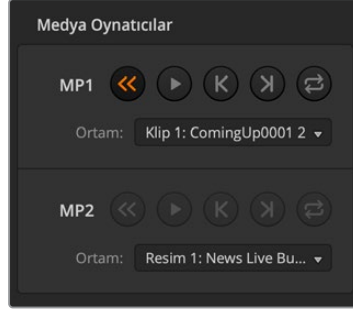 Medya Oynatıcılar
MP1
Ortam: Klip 1: ComingUp0001 2
MP2
Ortam: Resim 1: News Live Bu...